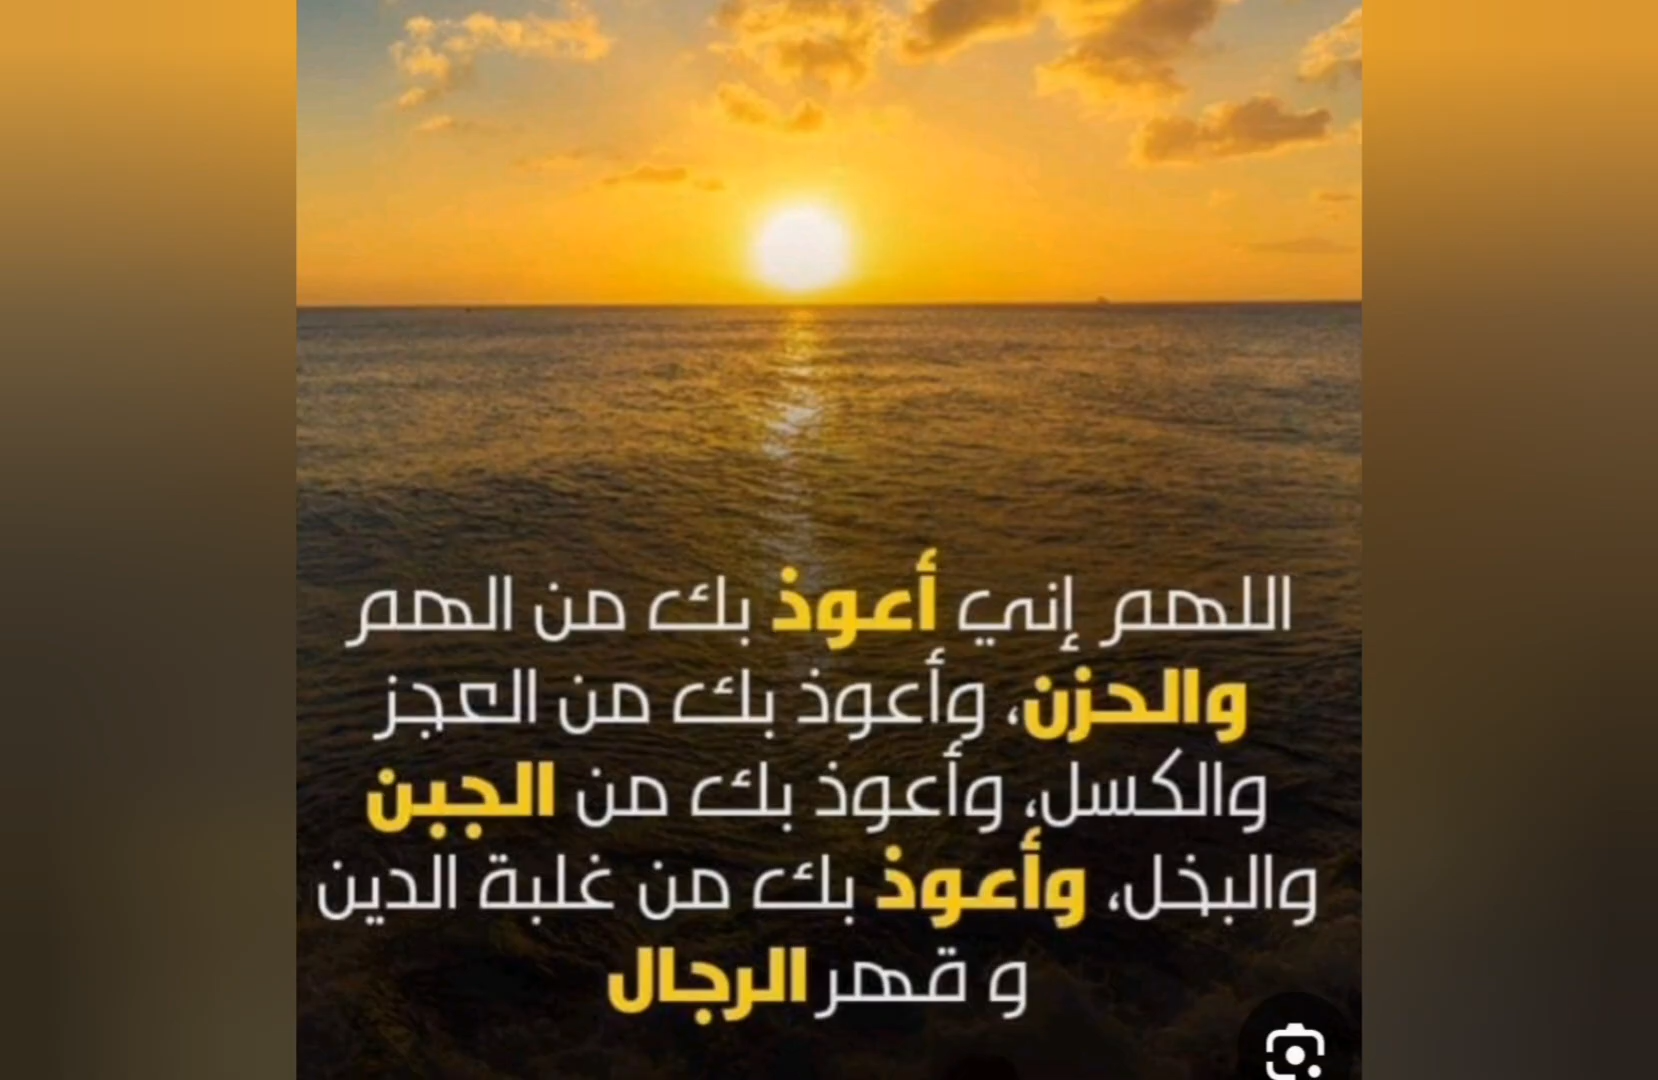 اللهم إني أعوذ بك من الهم
والحزن، وأعوذ بك من العجز
والكسل، وأعوذ بك من الجبن
والبخل، وأعوذ بك من غلبة الدين
و قهر الرجال